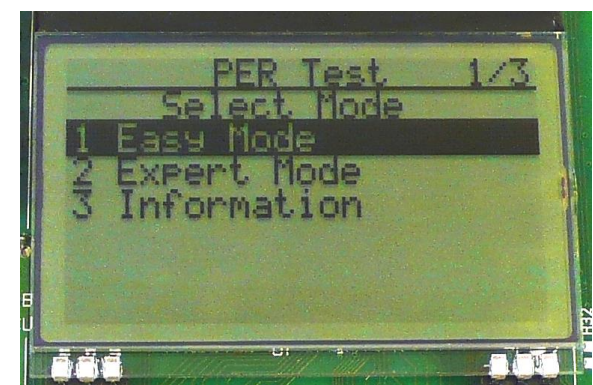 PER Test 1/3
Select Mode
1 Easy Mode
2 Expert Mode
3 Information